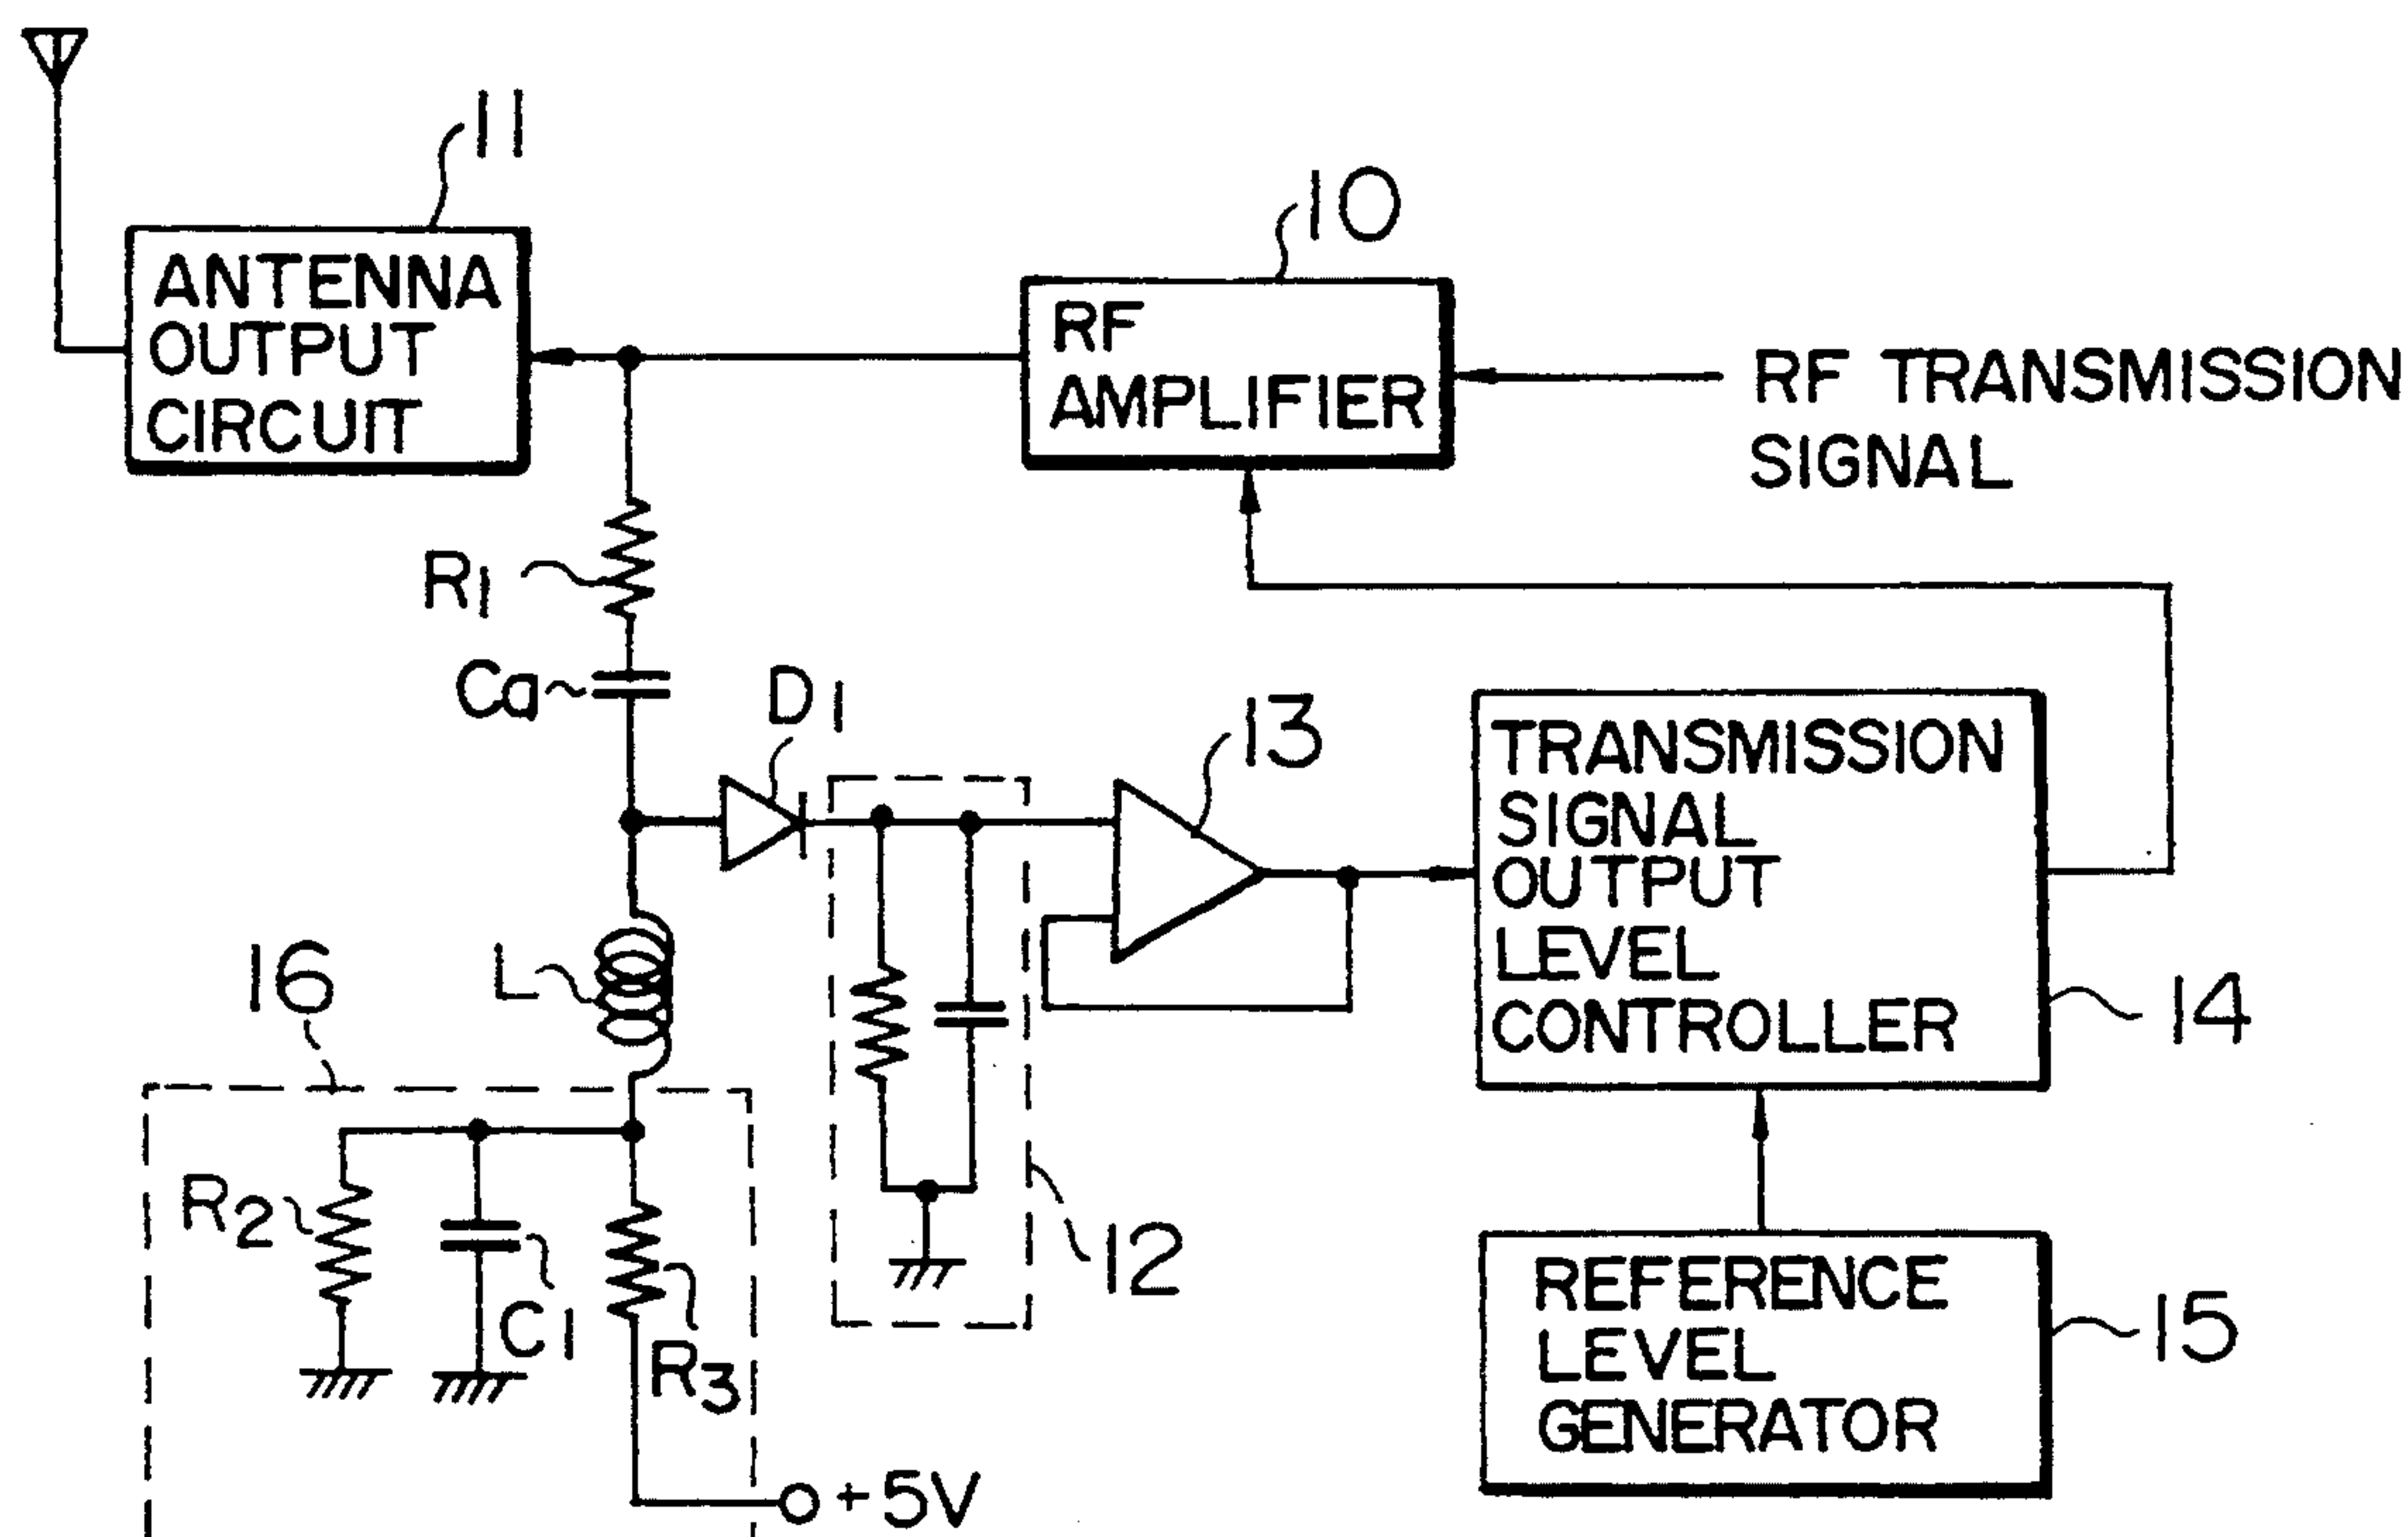 11
10
ANTENNA
OUTPUT
CIRCUIT
RF
AMPLIFIER
RF TRANSMISSION
SIGNAL
R1
Ca
D1
13
TRANSMISSION
SIGNAL
OUTPUT
LEVEL
CONTROLLER
14
16
L
R2
C1
R3
12
REFERENCE
LEVEL
GENERATOR
15
+5V